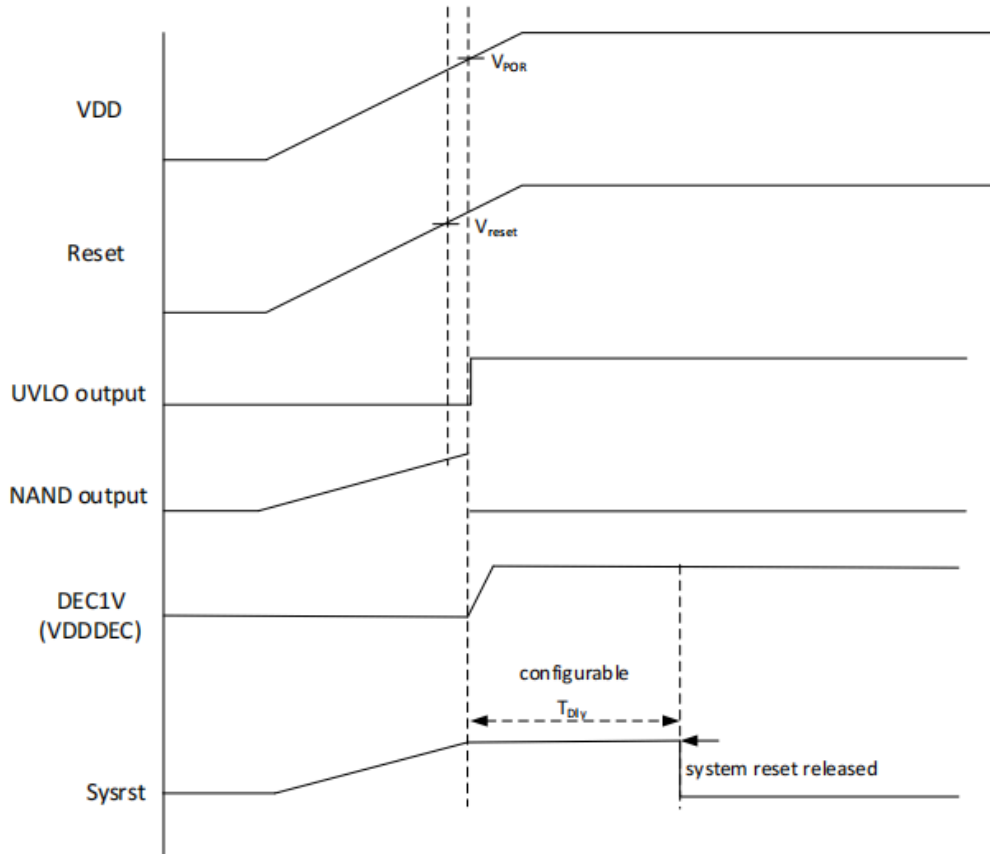 VDD
VPOR
Reset
Vreset
UVLO output
NAND output
DEC1V
(VDDDEC)
configurable
TDly
Sysrst
system reset released